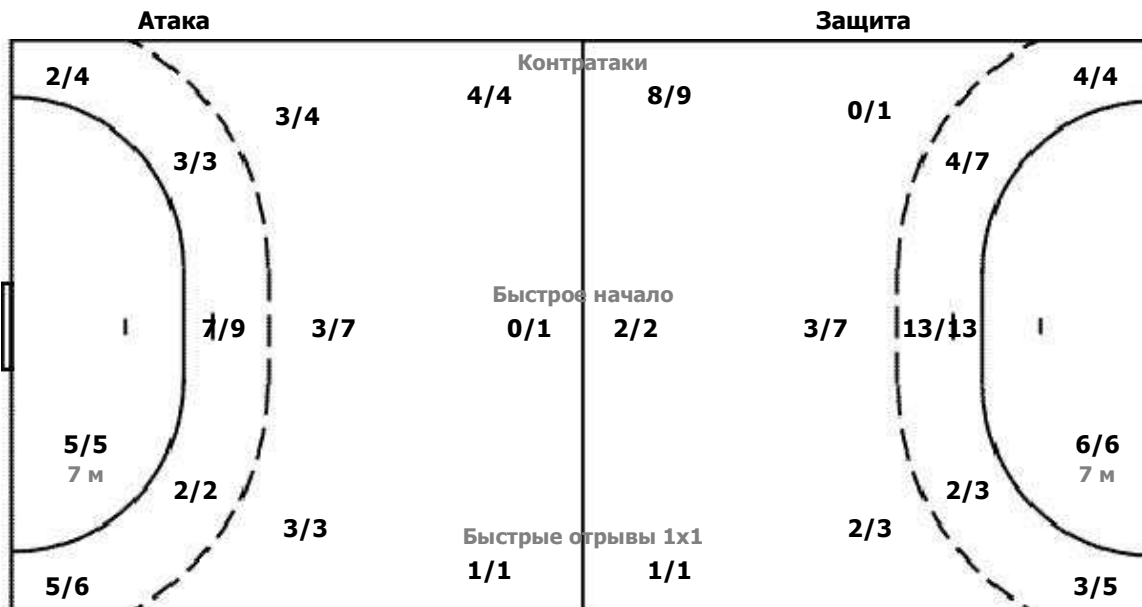 Атака Защита
Контратаки
2/4 4/4
4/4 8/9
3/4 0/1
3/3 4/7
Быстрое начало
7/9 3/7 0/1 2/2 3/7 13/13
5/5 6/6
7 м 7 м
2/2 2/3
3/3 2/3
Быстрые отрывы 1x1
1/1 1/1
5/6 3/5